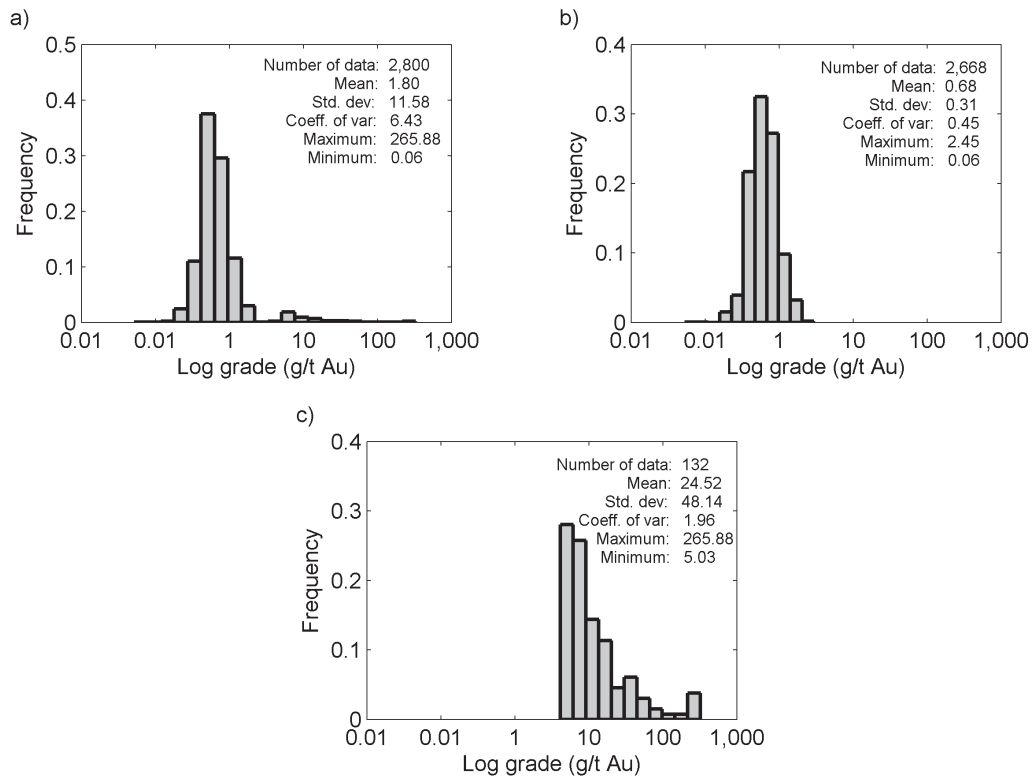 a)
0.5
0.4
0.3
0.2
0.1
0
Frequency
Number of data: 2,800
Mean: 1.80
Std. dev: 11.58
Coeff. of var: 6.43
Maximum: 265.88
Minimum: 0.06
0.01 0.01 1 10 100 1,000
Log grade (g/t Au)
b)
0.4
0.3
0.2
0.1
0
Frequency
Number of data: 2,668
Mean: 0.68
Std. dev: 0.31
Coeff. of var: 0.45
Maximum: 2.45
Minimum: 0.06
0.01 0.01 1 10 100 1,000
Log grade (g/t Au)
c)
0.4
0.3
0.2
0.1
0
Frequency
Number of data: 132
Mean: 24.52
Std. dev: 48.14
Coeff. of var: 1.96
Maximum: 265.88
Minimum: 5.03
0.01 0.01 1 10 100 1,000
Log grade (g/t Au)